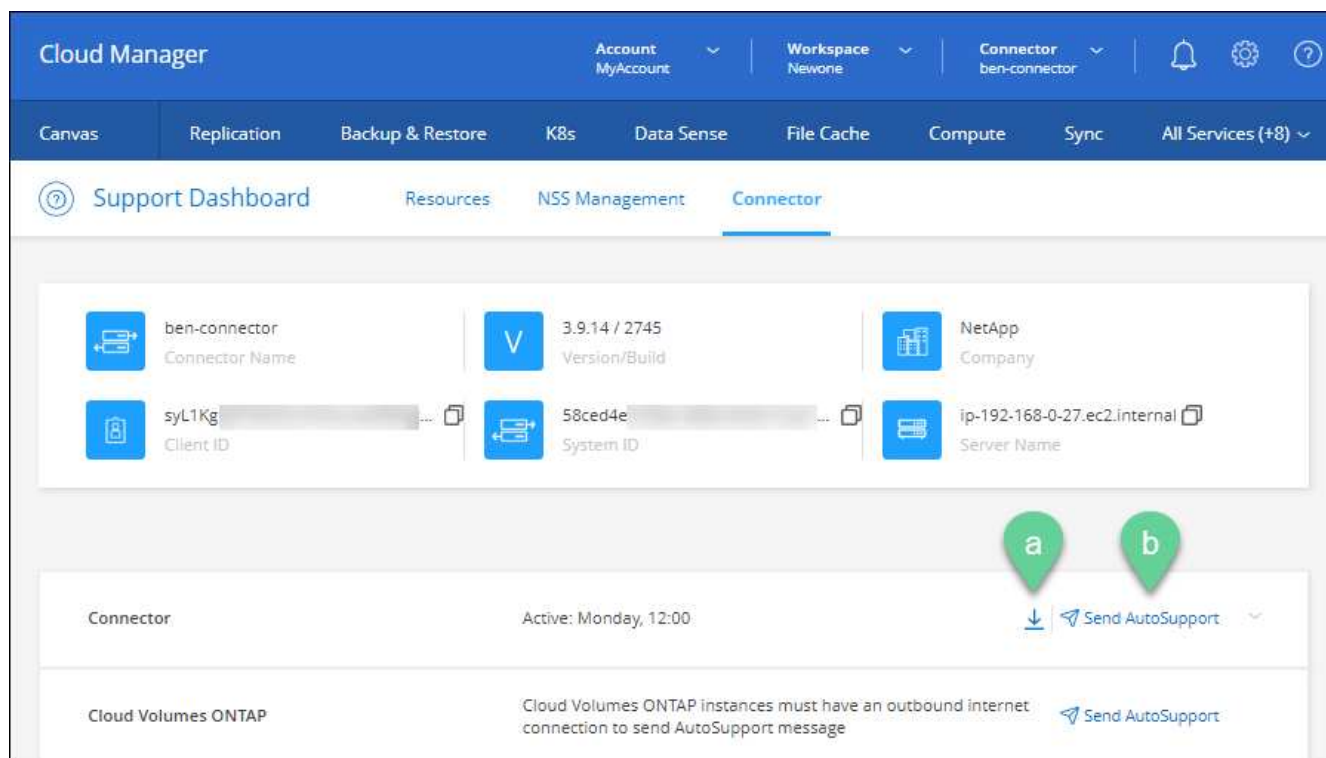 Cloud Manager
Account
MyAccount
Workspace
Newone
Connector
ben-connector
Canvas Replication Backup & Restore K8s Data Sense File Cache Compute Sync All Services (+8)
Support Dashboard Resources NSS Management Connector
ben-connector
Connector Name
V
3.9.14 / 2745
Version/Build
NetApp
Company
syL1Kg ...
Client ID
58ced4e ...
System ID
ip-192-168-0-27.ec2.internal
Server Name
a b
Connector Active: Monday, 12:00 Send AutoSupport
Cloud Volumes ONTAP
Cloud Volumes ONTAP instances must have an outbound internet
connection to send AutoSupport message
Send AutoSupport